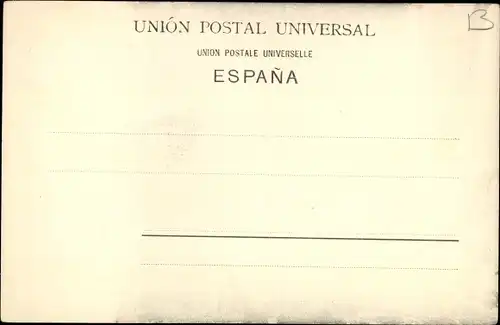 UNIÓN POSTAL UNIVERSAL
B
UNION POSTALE UNIVERSELLE
ESPAÑA